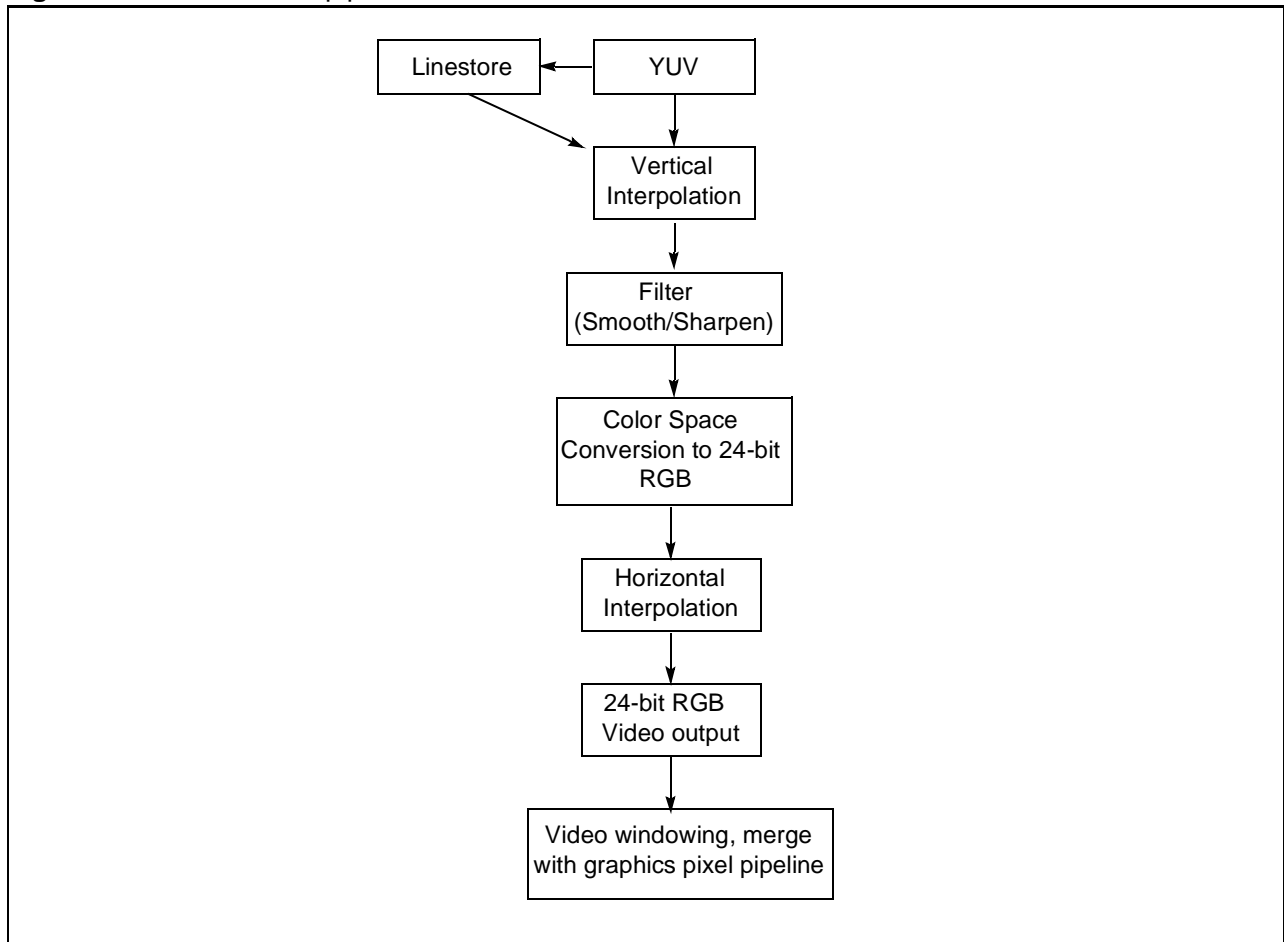 Linestore
YUV
Vertical
Interpolation
Filter
(Smooth/Sharpen)
Color Space
Conversion to 24-bit
RGB
Horizontal
Interpolation
24-bit RGB
Video output
Video windowing, merge
with graphics pixel pipeline